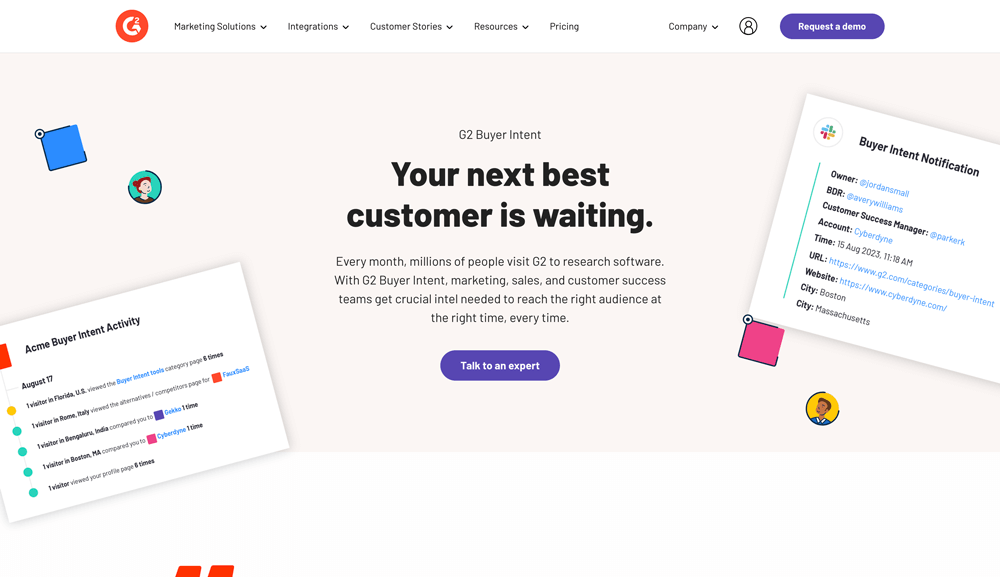 G2
Marketing Solutions
Integrations
Customer Stories
Resources
Pricing
Company
Request a demo
G2 Buyer Intent
Your next best
customer is waiting.
Every month, millions of people visit G2 to research software.
With G2 Buyer Intent, marketing, sales, and customer success
teams get crucial intel needed to reach the right audience at
the right time, every time.
Talk to an expert
Buyer Intent Notification
Owner: @jordansmall
BDR: @averywilliams
Customer Success Manager: @parkerk
Account: Cyberdyne
Time: 15 Aug 2023, 11:18 AM
URL: https://www.g2.com/categories/buyer-intent
Website: https://www.cyberdyne.com/
City: Boston
City: Massachusetts
Acme Buyer Intent Activity
August 17
1 visitor in Florida, U.S. viewed the Buyer intent tools category page 6 times
1 visitor in Rome, Italy viewed the alternatives / competitors page for FauxSaaS
1 visitor in Bengaluru, India compared you to Gekko 1 time
1 visitor in Boston, MA compared you to Cyberdyne 1 time
1 visitor viewed your profile page 6 times